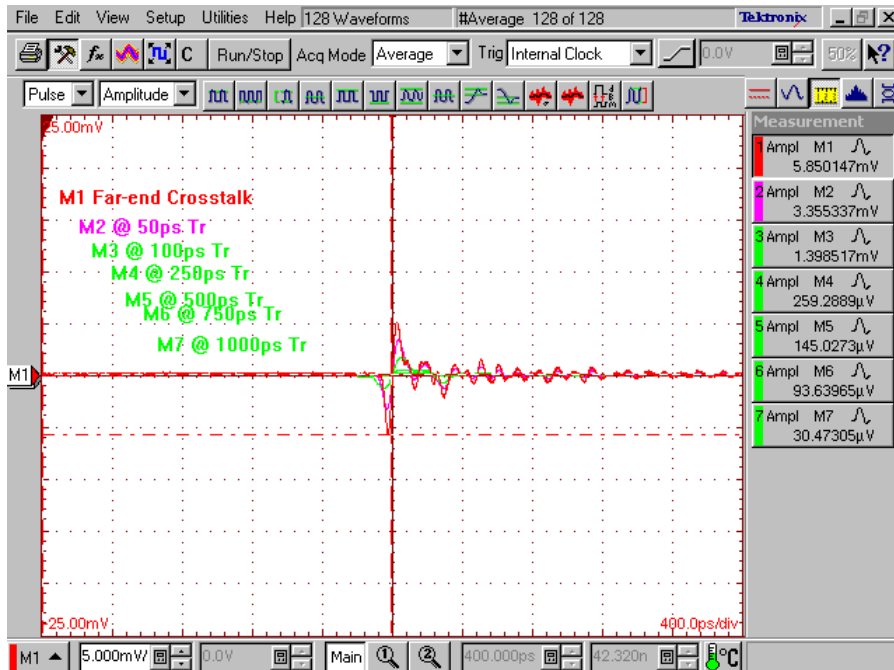 File Edit View Setup Utilities Help 128 Waveforms #Average 128 of 128 Tektronix
C Run/Stop Acq Mode Average Trig Internal Clock 0.0V 50%
Pulse Amplitude
25.00mV
M1 Far-end Crosstalk
M2 @ 50ps Tr
M3 @ 100ps Tr
M4 @ 250ps Tr
M5 @ 500ps Tr
M6 @ 750ps Tr
M7 @ 1000ps Tr
M1
-25.00mV
400.0ps/div
Measurement
1 Ampl M1
5.850147mV
2 Ampl M2
3.355337mV
3 Ampl M3
1.398517mV
4 Ampl M4
259.2889µV
5 Ampl M5
145.0273µV
6 Ampl M6
93.63965µV
7 Ampl M7
30.47305µV
M1 5.000mV/ 0.0V Main 1 2 400.000ps 42.320n °C